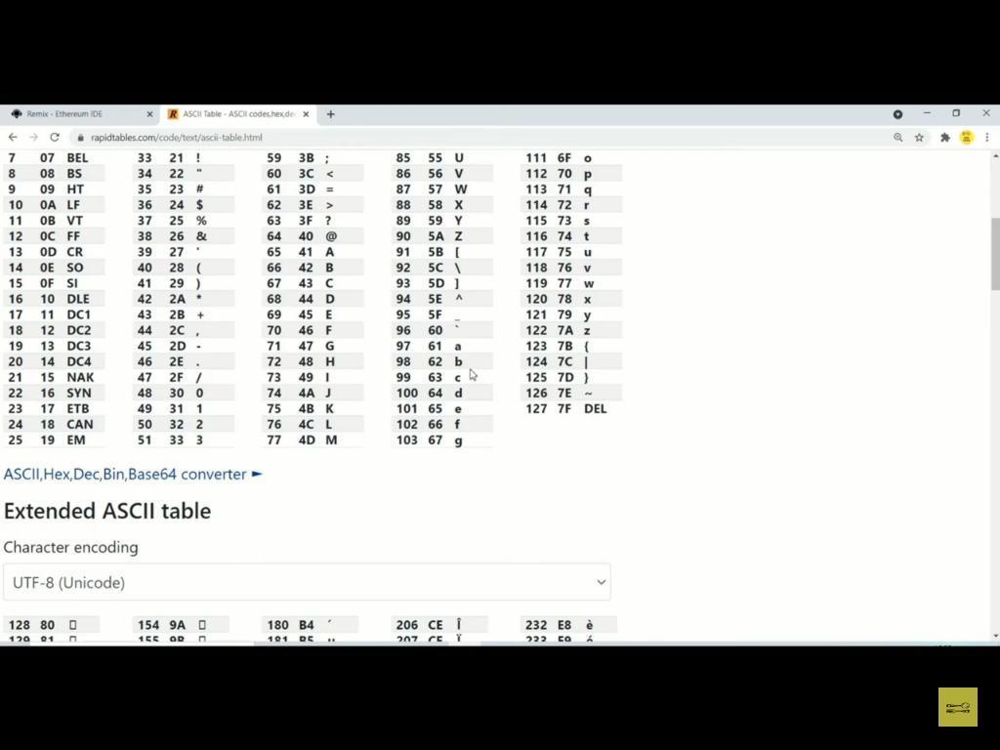 Remix - Ethereum IDE
ASCII Table - ASCII codes,hex,de
rapidtables.com/code/text/ascii-table.html
7 07 BEL 33 21 ! 59 3B ; 85 55 U 111 6F o
8 08 BS 34 22 " 60 3C < 86 56 V 112 70 p
9 09 HT 35 23 # 61 3D = 87 57 W 113 71 q
10 0A LF 36 24 $ 62 3E > 88 58 X 114 72 r
11 0B VT 37 25 % 63 3F ? 89 59 Y 115 73 s
12 0C FF 38 26 & 64 40 @ 90 5A Z 116 74 t
13 0D CR 39 27 ' 65 41 A 91 5B [ 117 75 u
14 0E SO 40 28 ( 66 42 B 92 5C \ 118 76 v
15 0F SI 41 29 ) 67 43 C 93 5D ] 119 77 w
16 10 DLE 42 2A * 68 44 D 94 5E ^ 120 78 x
17 11 DC1 43 2B + 69 45 E 95 5F _ 121 79 y
18 12 DC2 44 2C , 70 46 F 96 60 ` 122 7A z
19 13 DC3 45 2D - 71 47 G 97 61 a 123 7B {
20 14 DC4 46 2E . 72 48 H 98 62 b 124 7C |
21 15 NAK 47 2F / 73 49 I 99 63 c 125 7D }
22 16 SYN 48 30 0 74 4A J 100 64 d 126 7E ~
23 17 ETB 49 31 1 75 4B K 101 65 e 127 7F DEL
24 18 CAN 50 32 2 76 4C L 102 66 f
25 19 EM 51 33 3 77 4D M 103 67 g
ASCII,Hex,Dec,Bin,Base64 converter ►
Extended ASCII table
Character encoding
UTF-8 (Unicode)
128 80 154 9A 180 B4 ´ 206 CE Î 232 E8 è
129 81 155 9B 181 B5 µ 207 CF Ï 233 E9 é